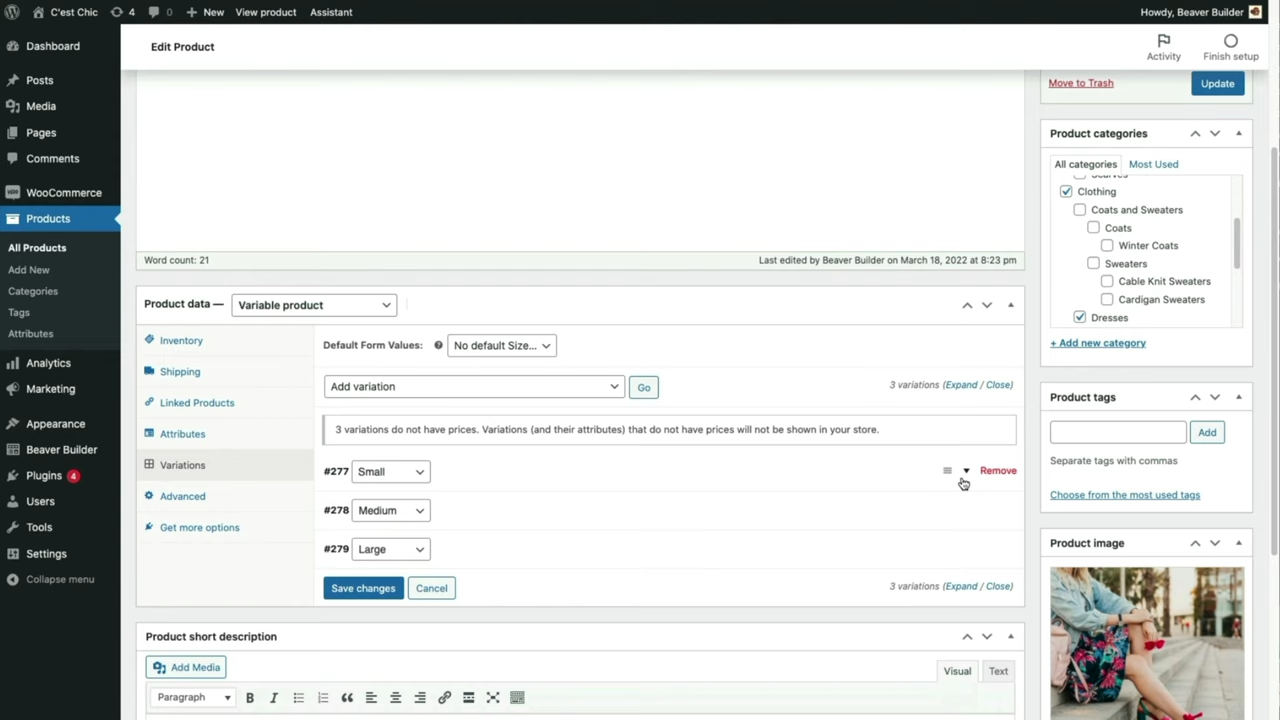 C'est Chic
4
0
New
View product
Assistant
Howdy, Beaver Builder
Dashboard
Posts
Media
Pages
Comments
WooCommerce
Products
All Products
Add New
Categories
Tags
Attributes
Analytics
Marketing
Appearance
Beaver Builder
Plugins 4
Users
Tools
Settings
Collapse menu
Edit Product
Activity
Finish setup
Word count: 21
Last edited by Beaver Builder on March 18, 2022 at 8:23 pm
Product data — Variable product
Inventory
Shipping
Linked Products
Attributes
Variations
Advanced
Get more options
Default Form Values: No default Size...
Add variation
Go
3 variations (Expand / Close)
3 variations do not have prices. Variations (and their attributes) that do not have prices will not be shown in your store.
#277 Small
Remove
#278 Medium
#279 Large
Save changes
Cancel
3 variations (Expand / Close)
Product short description
Add Media
Visual
Text
Paragraph
B I
Move to Trash
Update
Product categories
All categories
Most Used
Scarves
Clothing
Coats and Sweaters
Coats
Winter Coats
Sweaters
Cable Knit Sweaters
Cardigan Sweaters
Dresses
+ Add new category
Product tags
Add
Separate tags with commas
Choose from the most used tags
Product image